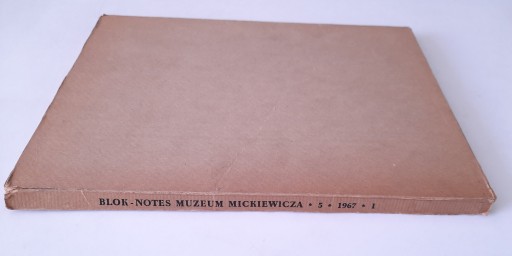 BLOK-NOTES MUZEUM MICKIEWICZA • 5 • 1967 • 1